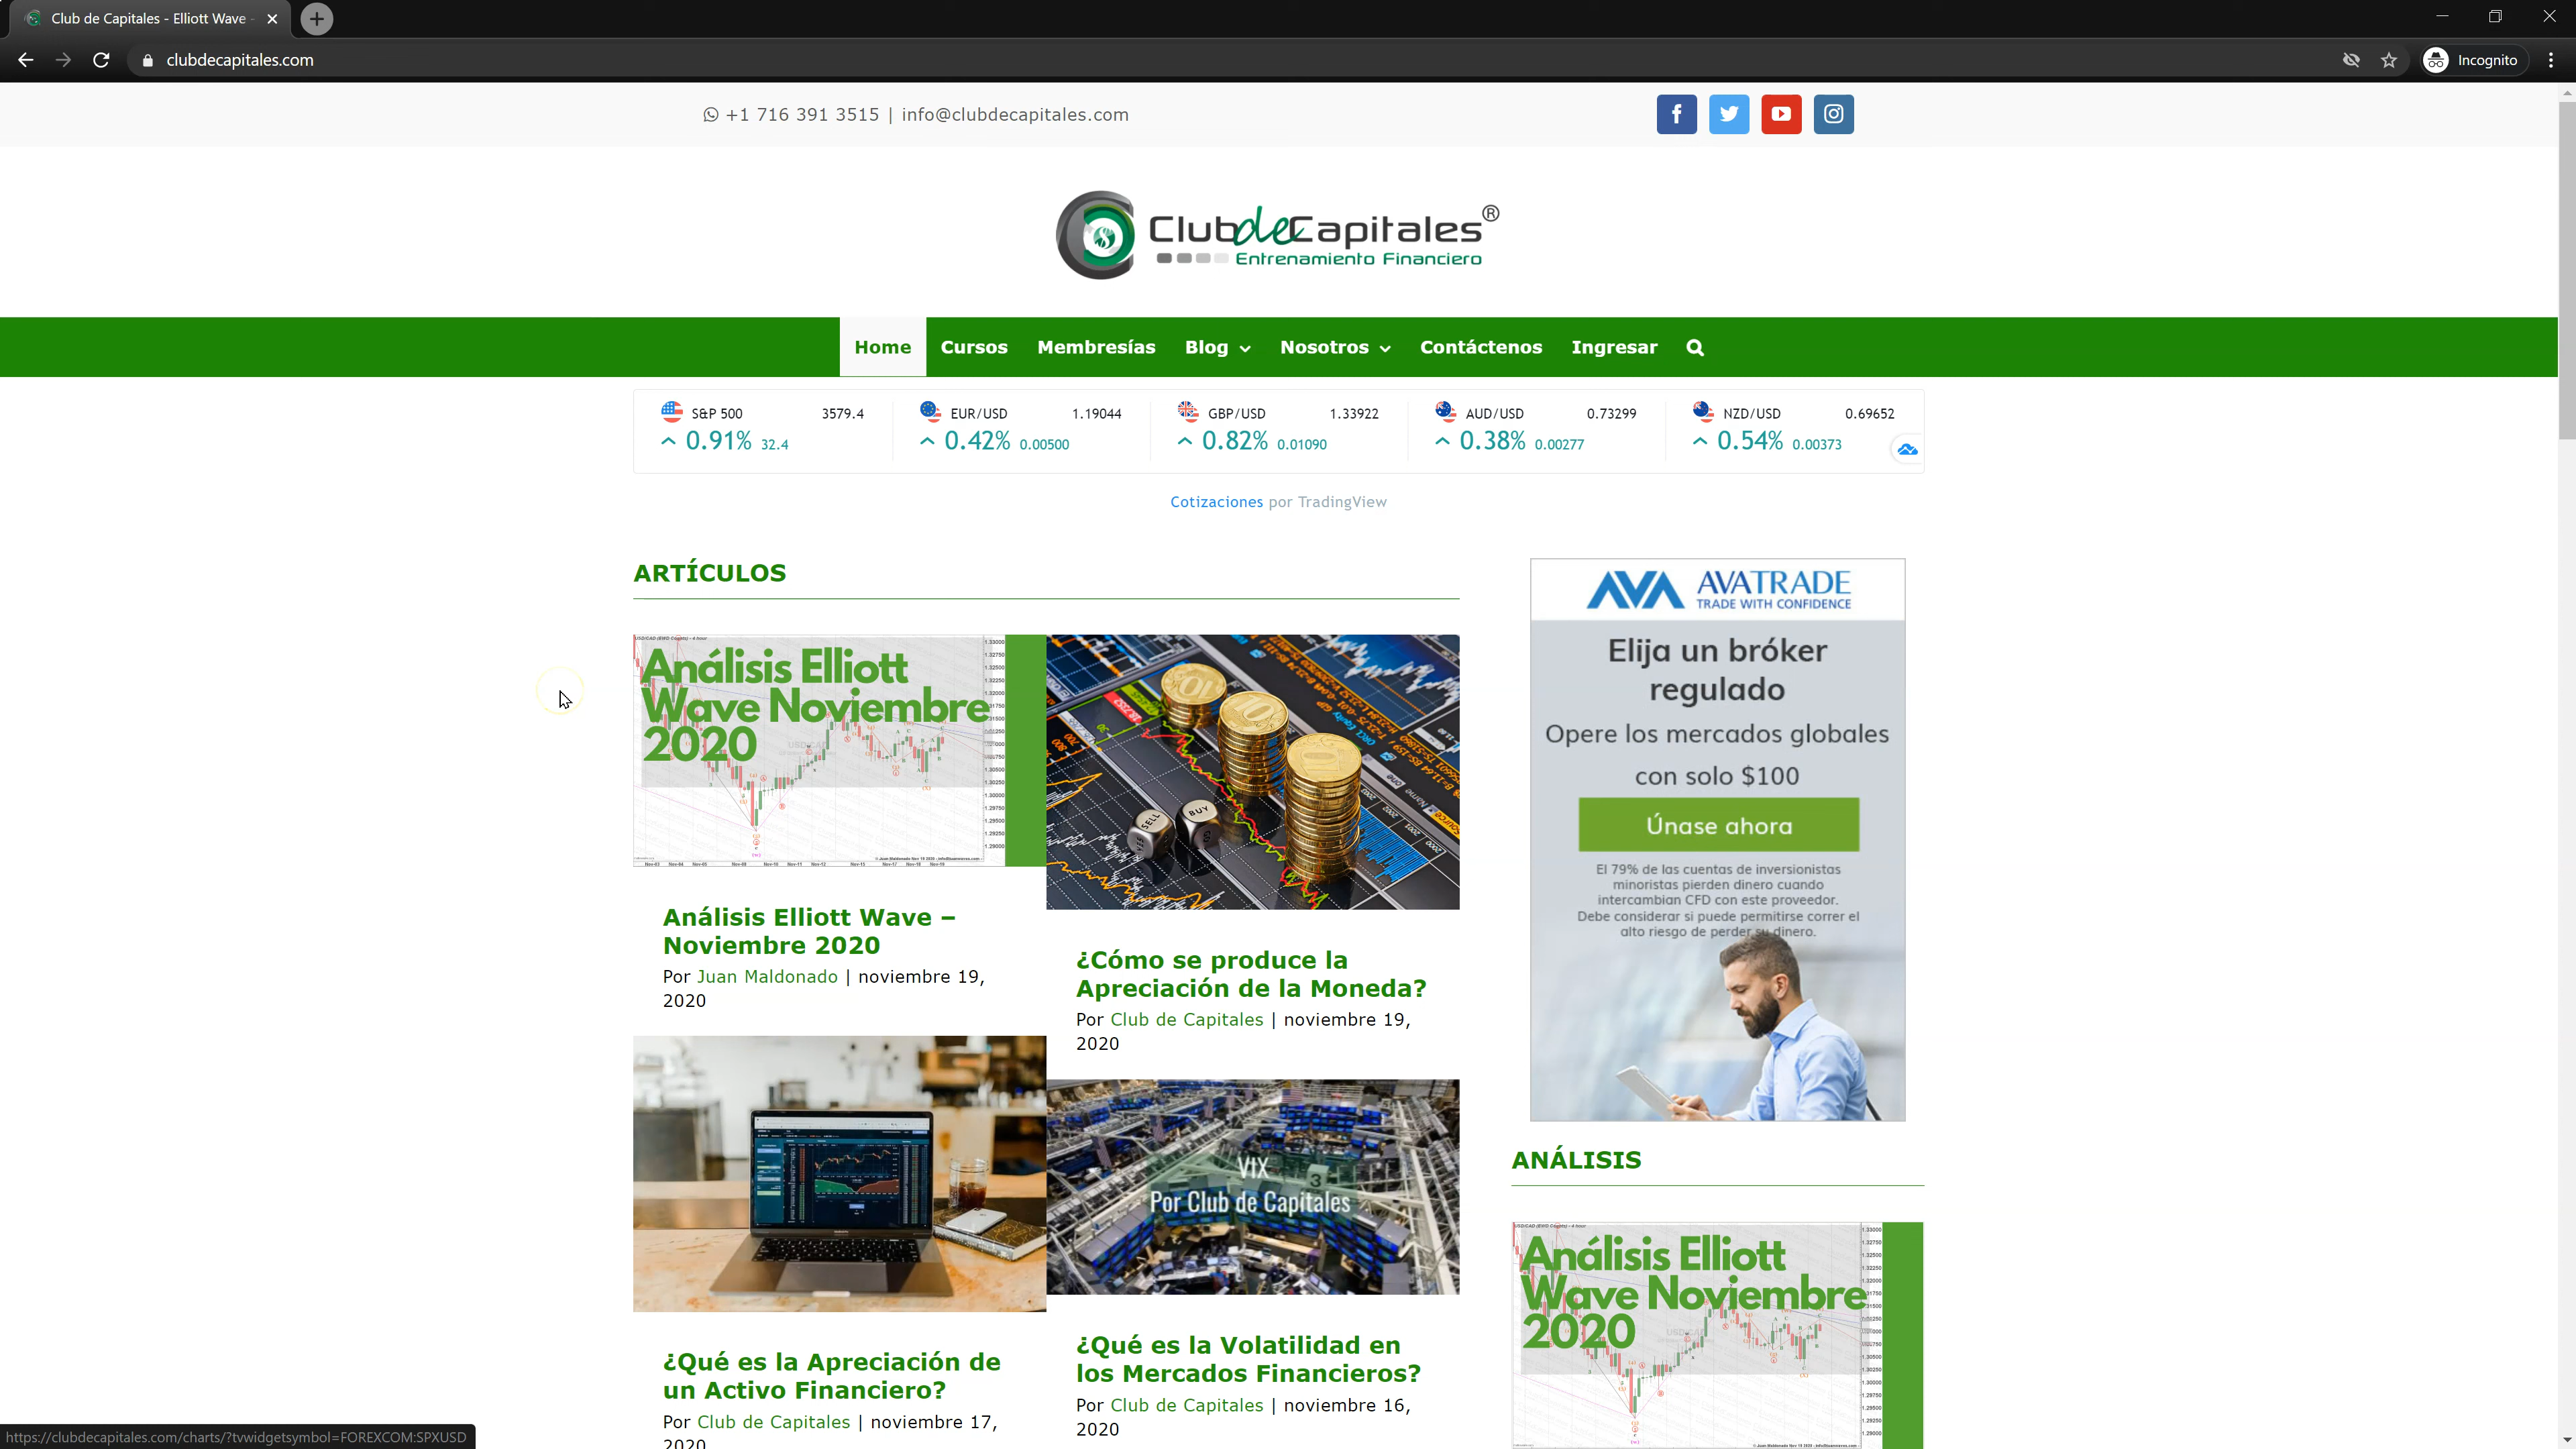 Club de Capitales - Elliott Wave -
clubdecapitales.com
Incognito
+1 716 391 3515 | info@clubdecapitales.com
ClubdeCapitales®
Entrenamiento Financiero
Home Cursos Membresías Blog Nosotros Contáctenos Ingresar
S&P 500 3579.4
0.91% 32.4
EUR/USD 1.19044
0.42% 0.00500
GBP/USD 1.33922
0.82% 0.01090
AUD/USD 0.73299
0.38% 0.00277
NZD/USD 0.69652
0.54% 0.00373
Cotizaciones por TradingView
ARTÍCULOS
Análisis Elliott
Wave Noviembre
2020
Análisis Elliott Wave –
Noviembre 2020
Por Juan Maldonado | noviembre 19,
2020
SELL
BUY
¿Cómo se produce la
Apreciación de la Moneda?
Por Club de Capitales | noviembre 19,
2020
¿Qué es la Apreciación de
un Activo Financiero?
Por Club de Capitales | noviembre 17,
2020
VIX
3
Por Club de Capitales
¿Qué es la Volatilidad en
los Mercados Financieros?
Por Club de Capitales | noviembre 16,
2020
AVA AVATRADE
TRADE WITH CONFIDENCE
Elija un bróker
regulado
Opere los mercados globales
con solo $100
Únase ahora
El 79% de las cuentas de inversionistas
minoristas pierden dinero cuando
intercambian CFD con este proveedor.
Debe considerar si puede permitirse correr el
alto riesgo de perder su dinero.
ANÁLISIS
Análisis Elliott
Wave Noviembre
2020
https://clubdecapitales.com/charts/?tvwidgetsymbol=FOREXCOM:SPXUSD